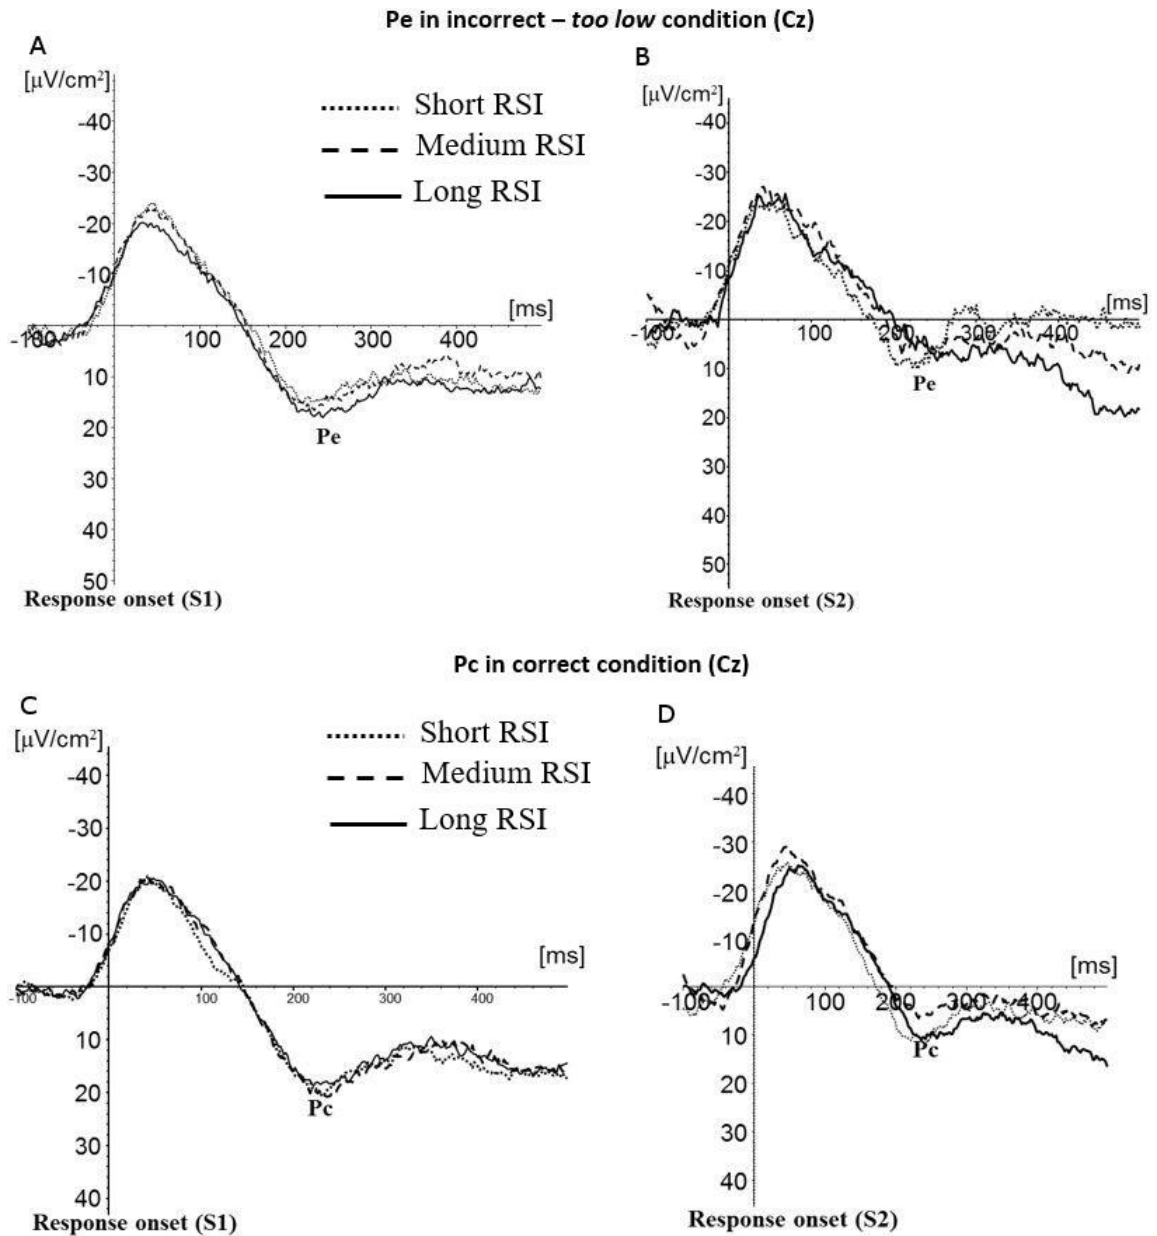 Pe in incorrect – too low condition (Cz)
A
[µV/cm²]
Short RSI
Medium RSI
Long RSI
-40
-30
-20
-10
[ms]
-100
100
200
300
400
10
20
30
40
50
Pe
Response onset (S1)
B
[µV/cm²]
-40
-30
-20
-10
[ms]
-100
100
200
300
400
10
20
30
40
50
Pe
Response onset (S2)
Pc in correct condition (Cz)
C
[µV/cm²]
Short RSI
Medium RSI
Long RSI
-40
-30
-20
-10
[ms]
-100
100
200
300
400
10
20
30
40
Pc
Response onset (S1)
D
[µV/cm²]
-40
-30
-20
-10
[ms]
-100
100
200
300
400
10
20
30
40
Pc
Response onset (S2)